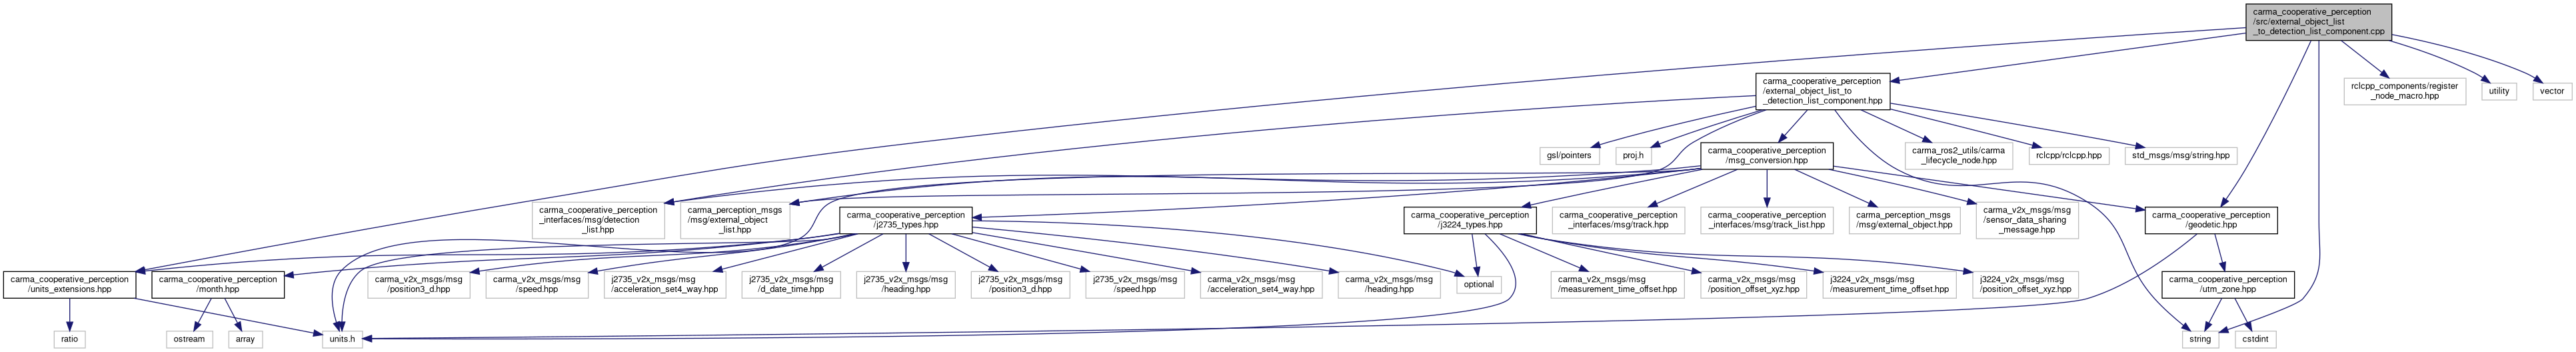 carma_cooperative_perception
/src/external_object_list
_to_detection_list_component.cpp
carma_cooperative_perception
/external_object_list_to
_detection_list_component.hpp
rclcpp_components/register
_node_macro.hpp
utility
vector
gsl/pointers
proj.h
carma_cooperative_perception
/msg_conversion.hpp
carma_ros2_utils/carma
_lifecycle_node.hpp
rclcpp/rclcpp.hpp
std_msgs/msg/string.hpp
carma_cooperative_perception
_interfaces/msg/detection
_list.hpp
carma_perception_msgs
/msg/external_object
_list.hpp
carma_cooperative_perception
/j2735_types.hpp
carma_cooperative_perception
/j3224_types.hpp
carma_cooperative_perception
_interfaces/msg/track.hpp
carma_cooperative_perception
_interfaces/msg/track_list.hpp
carma_perception_msgs
/msg/external_object.hpp
carma_v2x_msgs/msg
/sensor_data_sharing
_message.hpp
carma_cooperative_perception
/geodetic.hpp
carma_cooperative_perception
/units_extensions.hpp
carma_cooperative_perception
/month.hpp
carma_v2x_msgs/msg
/position3_d.hpp
carma_v2x_msgs/msg
/speed.hpp
j2735_v2x_msgs/msg
/acceleration_set4_way.hpp
j2735_v2x_msgs/msg
/d_date_time.hpp
j2735_v2x_msgs/msg
/heading.hpp
j2735_v2x_msgs/msg
/position3_d.hpp
j2735_v2x_msgs/msg
/speed.hpp
carma_v2x_msgs/msg
/acceleration_set4_way.hpp
carma_v2x_msgs/msg
/heading.hpp
optional
carma_v2x_msgs/msg
/measurement_time_offset.hpp
carma_v2x_msgs/msg
/position_offset_xyz.hpp
j3224_v2x_msgs/msg
/measurement_time_offset.hpp
j3224_v2x_msgs/msg
/position_offset_xyz.hpp
carma_cooperative_perception
/utm_zone.hpp
ratio
ostream
array
units.h
string
cstdint